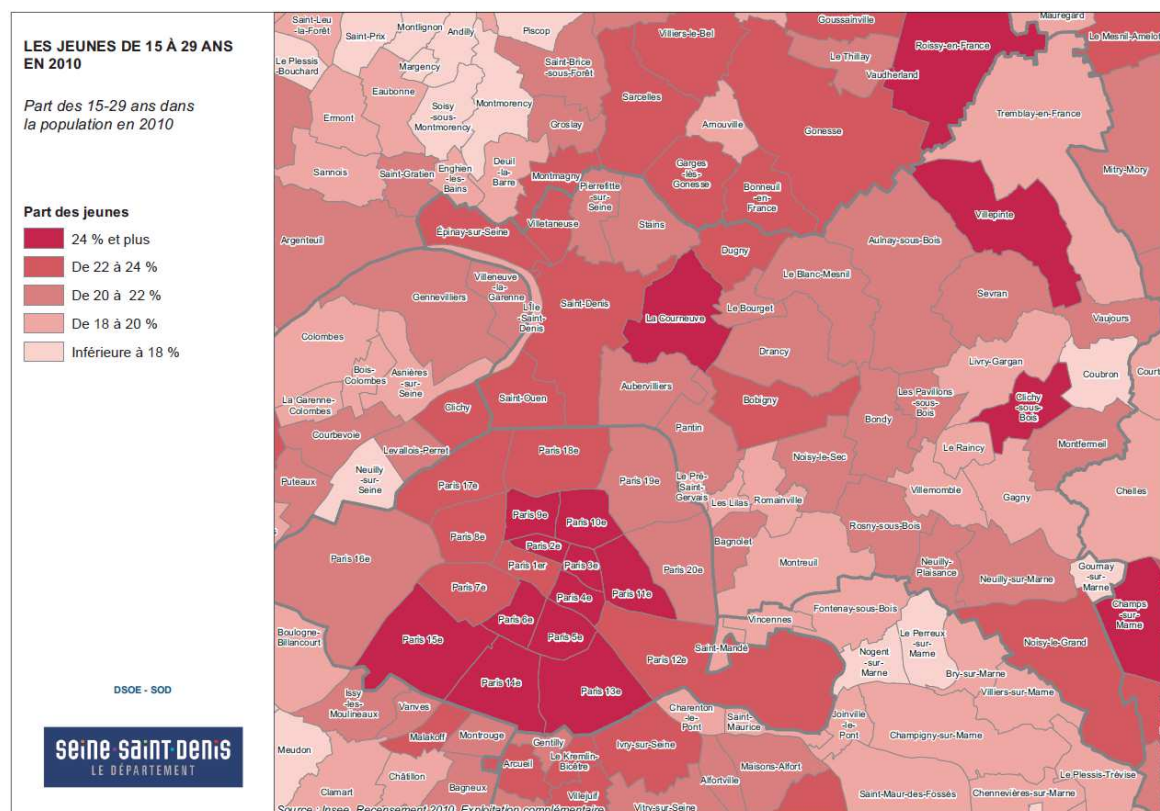 LES JEUNES DE 15 À 29 ANS
EN 2010
Part des 15-29 ans dans
la population en 2010
Part des jeunes
24 % et plus
De 22 à 24 %
De 20 à 22 %
De 18 à 20 %
Inférieure à 18 %
DSOE - SOD
seine·saint·denis
LE DÉPARTEMENT
Saint-Leu
-la-Forêt
Saint-Prix
Montlignon
Andilly
Piscop
Villiers-le-Bel
Goussainville
Mauregard
Roissy-en-France
Le Mesnil-Amelot
Le Plessis
-Bouchard
Margency
Saint-Brice
-sous-Forêt
Le Thillay
Vaudherland
Eaubonne
Soisy
-sous-
Montmorency
Montmorency
Sarcelles
Ermont
Groslay
Arnouville
Gonesse
Tremblay-en-France
Sannois
Saint-Gratien
Enghien
-les-
Bains
Deuil
-la-
Barre
Montmagny
Garges
-lès-
Gonesse
Bonneuil
-en-
France
Mitry-Mory
Pierrefitte
-sur-
Seine
Villepinte
Argenteuil
Épinay-sur-Seine
Villetaneuse
Stains
Dugny
Aulnay-sous-Bois
Villeneuve
-la-
Garenne
Gennevilliers
L'Île
-Saint-
Denis
Saint-Denis
La Courneuve
Le Blanc-Mesnil
Le Bourget
Sevran
Vaujours
Colombes
Bois-
Colombes
Asnières
-sur-
Seine
Drancy
Livry-Gargan
Coubron
Court
La Garenne-
Colombes
Clichy
Saint-Ouen
Aubervilliers
Bobigny
Les Pavillons
-sous-
Bois
Clichy
-sous-
Bois
Courbevoie
Levallois-Perret
Pantin
Bondy
Montfermeil
Puteaux
Neuilly
-sur-
Seine
Paris 17e
Paris 18e
Paris 19e
Le Pré-
Saint-
Gervais
Noisy-le-Sec
Le Raincy
Les Lilas
Romainville
Villemomble
Gagny
Chelles
Paris 9e
Paris 10e
Paris 8e
Paris 2e
Paris 16e
Paris 1er
Paris 3e
Paris 20e
Bagnolet
Rosny-sous-Bois
Montreuil
Neuilly-
Plaisance
Neuilly-sur-Marne
Gournay
-sur-
Marne
Paris 7e
Paris 4e
Paris 11e
Champs
-sur-
Marne
Paris 6e
Paris 5e
Vincennes
Fontenay-sous-Bois
Boulogne-
Billancourt
Paris 15e
Saint-Mandé
Paris 12e
Nogent
-sur-
Marne
Le Perreux
-sur-
Marne
Noisy-le-Grand
Bry-sur-Marne
Paris 14e
Paris 13e
Villiers-sur-Marne
Issy
-les-
Moulineaux
Vanves
Malakoff
Montrouge
Gentilly
Charenton
-le-
Pont
Saint-
Maurice
Joinville
-le-
Pont
Champigny-sur-Marne
Meudon
Arcueil
Le Kremlin-
Bicêtre
Ivry-sur-Seine
Maisons-Alfort
Châtillon
Bagneux
Alfortville
Le Plessis-Trévise
Clamart
Villejuif
Vitry-sur-Seine
Saint-Maur-des-Fossés
Chennevières-sur-Marne
Source : Insee, Recensement 2010, Exploitation complémentaire